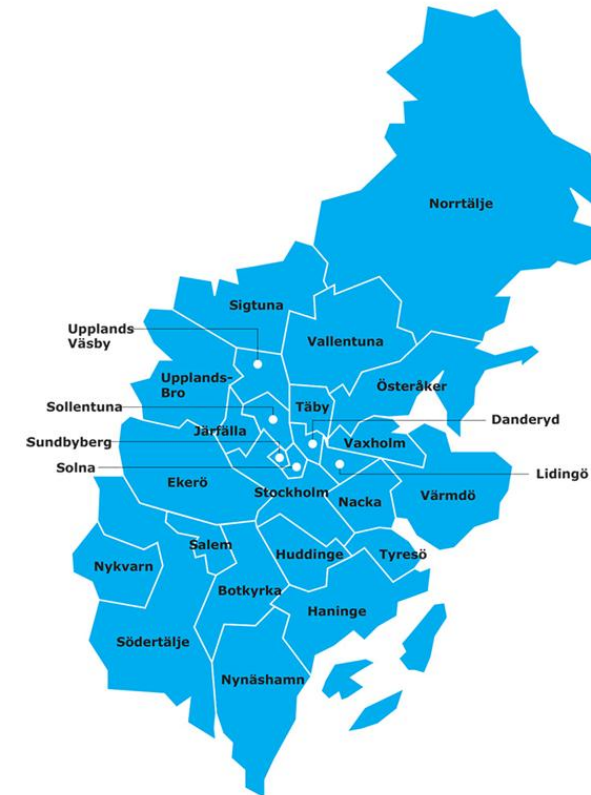 Norrtälje
Sigtuna
Upplands
Väsby
Vallentuna
Upplands-
Bro
Österåker
Täby
Sollentuna
Danderyd
Järfälla
Sundbyberg
Vaxholm
Solna
Lidingö
Ekerö
Stockholm
Nacka
Värmdö
Salem
Huddinge
Tyresö
Nykvarn
Botkyrka
Haninge
Södertälje
Nynäshamn